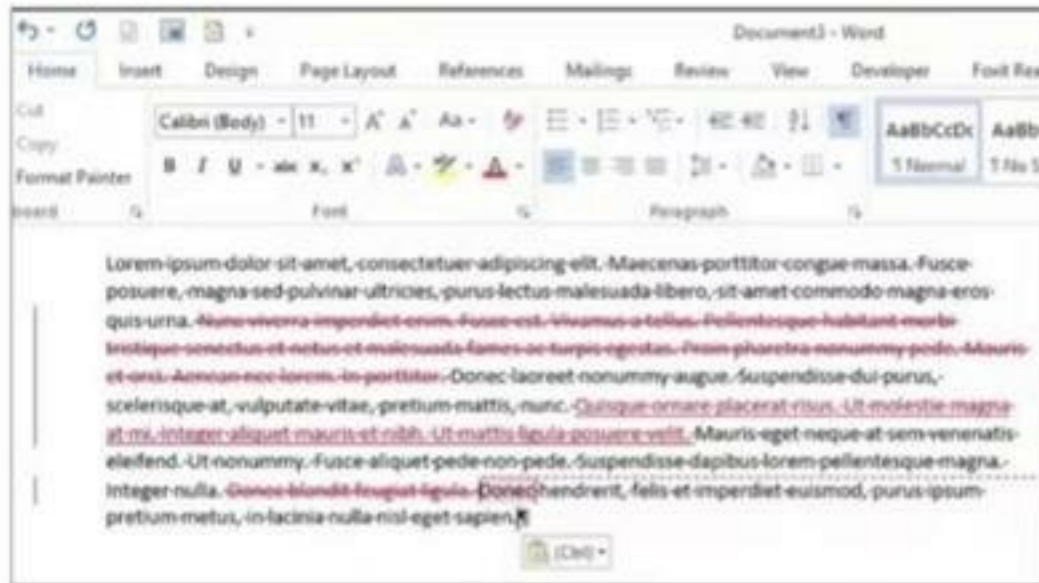 Document3 - Word
Home Insert Design Page Layout References Mailings Review View Developer Foxit Rea
Cut
Calibri (Body) 11 Aa
AaBbCcDc AaBb
Copy
Format Painter
B I U abc x, x' A
¶ Normal ¶ No S
board Font Paragraph
Lorem ipsum dolor sit amet, consectetuer adipiscing elit. Maecenas porttitor congue massa. Fusce
posuere, magna sed pulvinar ultricies, purus lectus malesuada libero, sit amet commodo magna eros
quis urna. Nunc viverra imperdiet enim. Fusce est. Vivamus a tellus. Pellentesque habitant morbi
tristique senectus et netus et malesuada fames ac turpis egestas. Proin pharetra nonummy pede. Mauris
et orci. Aenean nec lorem. In porttitor. Donec laoreet nonummy augue. Suspendisse dui purus,
scelerisque at, vulputate vitae, pretium mattis, nunc. Quisque ornare placerat risus. Ut molestie magna
at mi. Integer aliquet mauris et nibh. Ut mattis ligula posuere velit. Mauris eget neque at sem venenatis
eleifend. Ut nonummy. Fusce aliquet pede non pede. Suspendisse dapibus lorem pellentesque magna.
Integer nulla. Donec blandit feugiat ligula. Donec hendrerit, felis et imperdiet euismod, purus ipsum
pretium metus, in lacinia nulla nisl eget sapien.¶
(Ctrl)